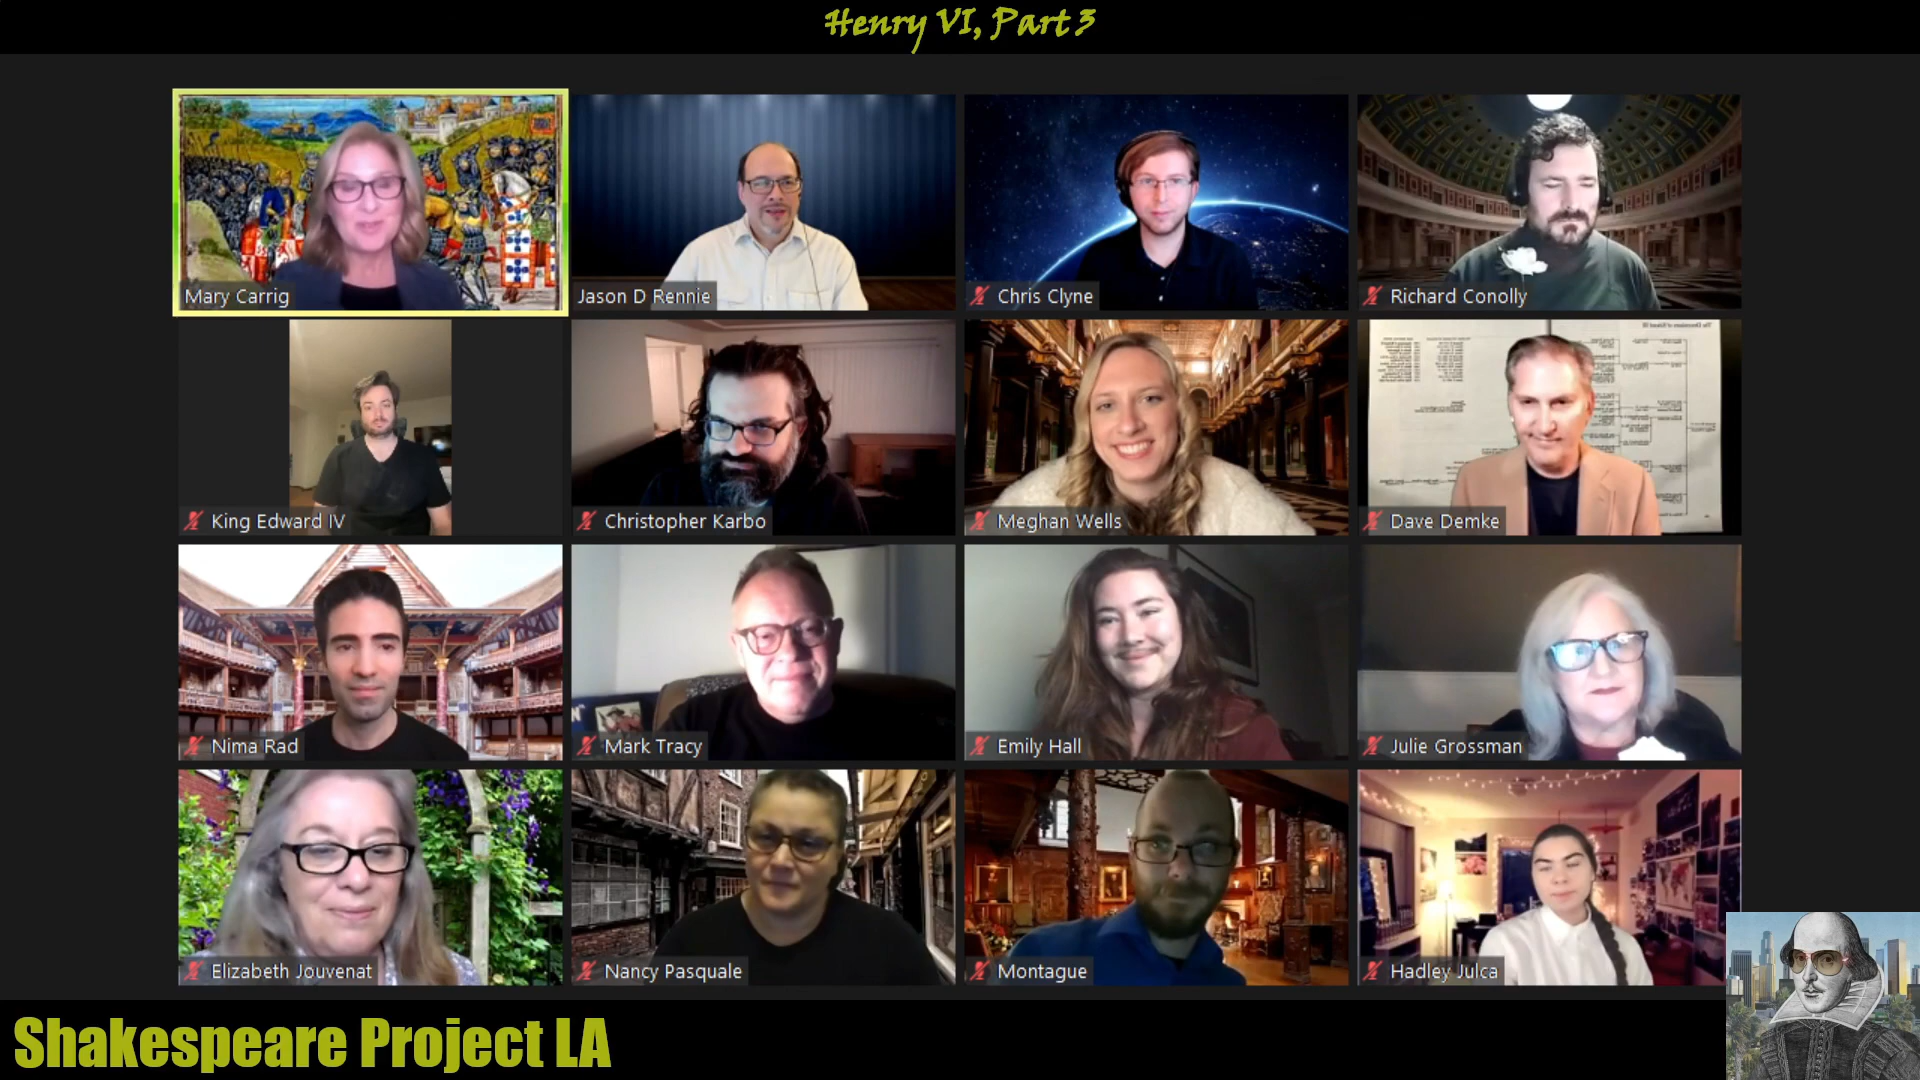 Henry VI, Part 3
Mary Carrig
Jason D Rennie
Chris Clyne
Richard Conolly
King Edward IV
Christopher Karbo
Meghan Wells
Dave Demke
Nima Rad
Mark Tracy
Emily Hall
Julie Grossman
Elizabeth Jouvenat
Nancy Pasquale
Montague
Hadley Julca
Shakespeare Project LA